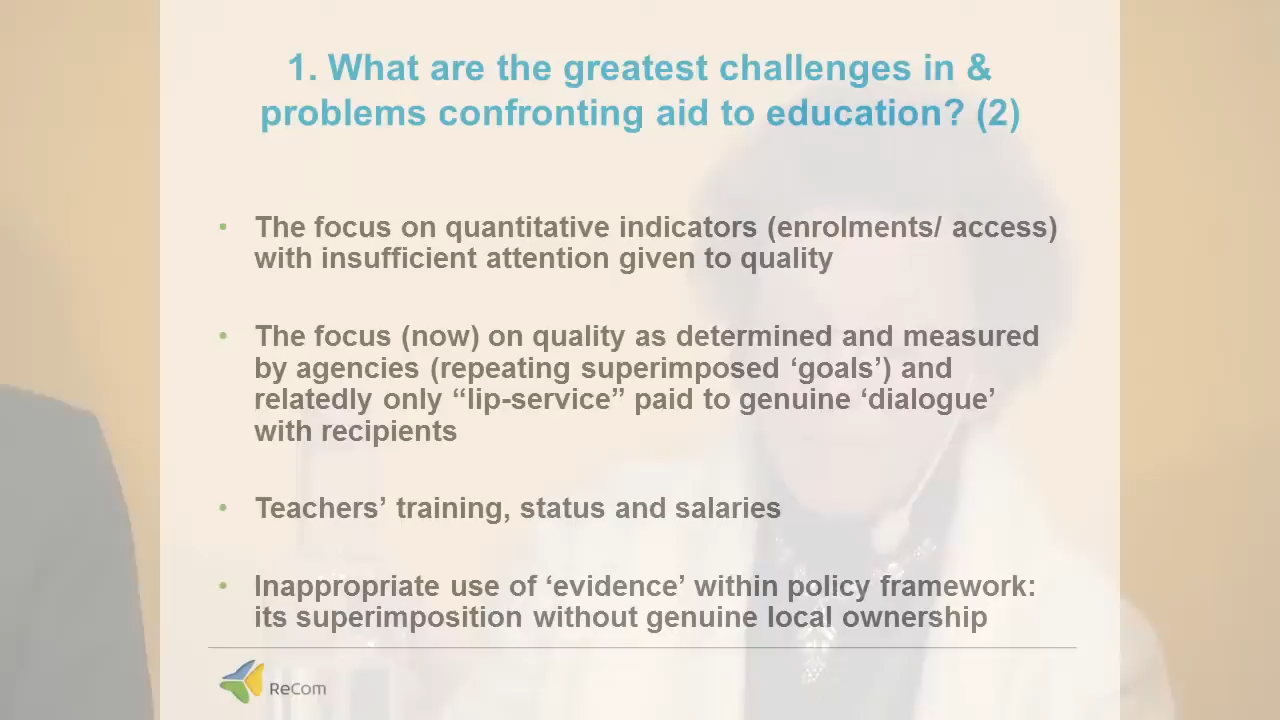 1. What are the greatest challenges in &
problems confronting aid to education? (2)
• The focus on quantitative indicators (enrolments/ access)
with insufficient attention given to quality
• The focus (now) on quality as determined and measured
by agencies (repeating superimposed ‘goals’) and
relatedly only “lip-service” paid to genuine ‘dialogue’
with recipients
• Teachers’ training, status and salaries
• Inappropriate use of ‘evidence’ within policy framework:
its superimposition without genuine local ownership
ReCom